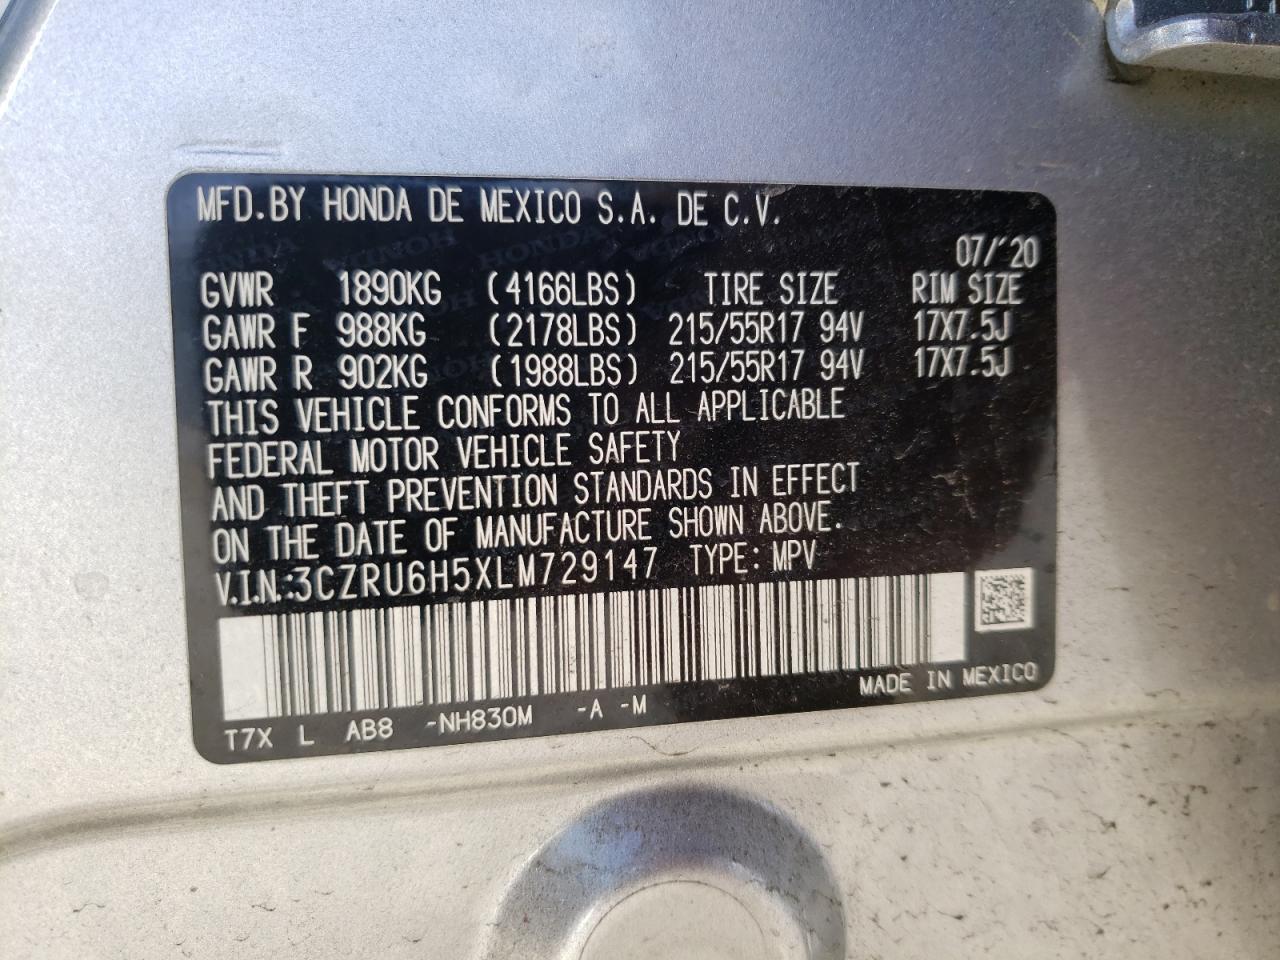 MFD.BY HONDA DE MEXICO S.A. DE C.V.
07/'20
GVWR 1890KG (4166LBS) TIRE SIZE RIM SIZE
GAWR F 988KG (2178LBS) 215/55R17 94V 17X7.5J
GAWR R 902KG (1988LBS) 215/55R17 94V 17X7.5J
THIS VEHICLE CONFORMS TO ALL APPLICABLE
FEDERAL MOTOR VEHICLE SAFETY
AND THEFT PREVENTION STANDARDS IN EFFECT
ON THE DATE OF MANUFACTURE SHOWN ABOVE.
V.I.N.:3CZRU6H5XLM729147 TYPE: MPV
MADE IN MEXICO
T7X L AB8 -NH830M -A -M